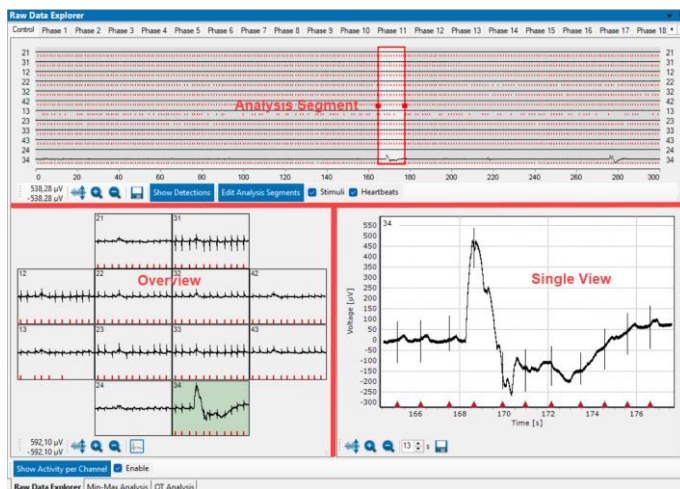 Raw Data Explorer
Control Phase 1 Phase 2 Phase 3 Phase 4 Phase 5 Phase 6 Phase 7 Phase 8 Phase 9 Phase 10 Phase 11 Phase 12 Phase 13 Phase 14 Phase 15 Phase 16 Phase 17 Phase 18
21 21
31 31
12 12
22 22
32 32
42 42
13 13
23 23
33 33
43 43
24 24
34 34
Analysis Segment
0 20 40 60 80 100 120 140 160 180 200 220 240 260 280 300
538,28 µV
-538,28 µV
Show Detections Edit Analysis Segments Stimuli Heartbeats
21 31
12 22 32 42
Overview
13 23 33 43
24 34
592,10 µV
-592,10 µV
34
Single View
Voltage [µV]
550
500
450
400
350
300
250
200
150
100
50
0
-50
-100
-150
-200
-250
-300
166 168 170 172 174 176
Time [s]
13 s
Show Activity per Channel Enable
Raw Data Explorer Min-Max Analysis QT Analysis